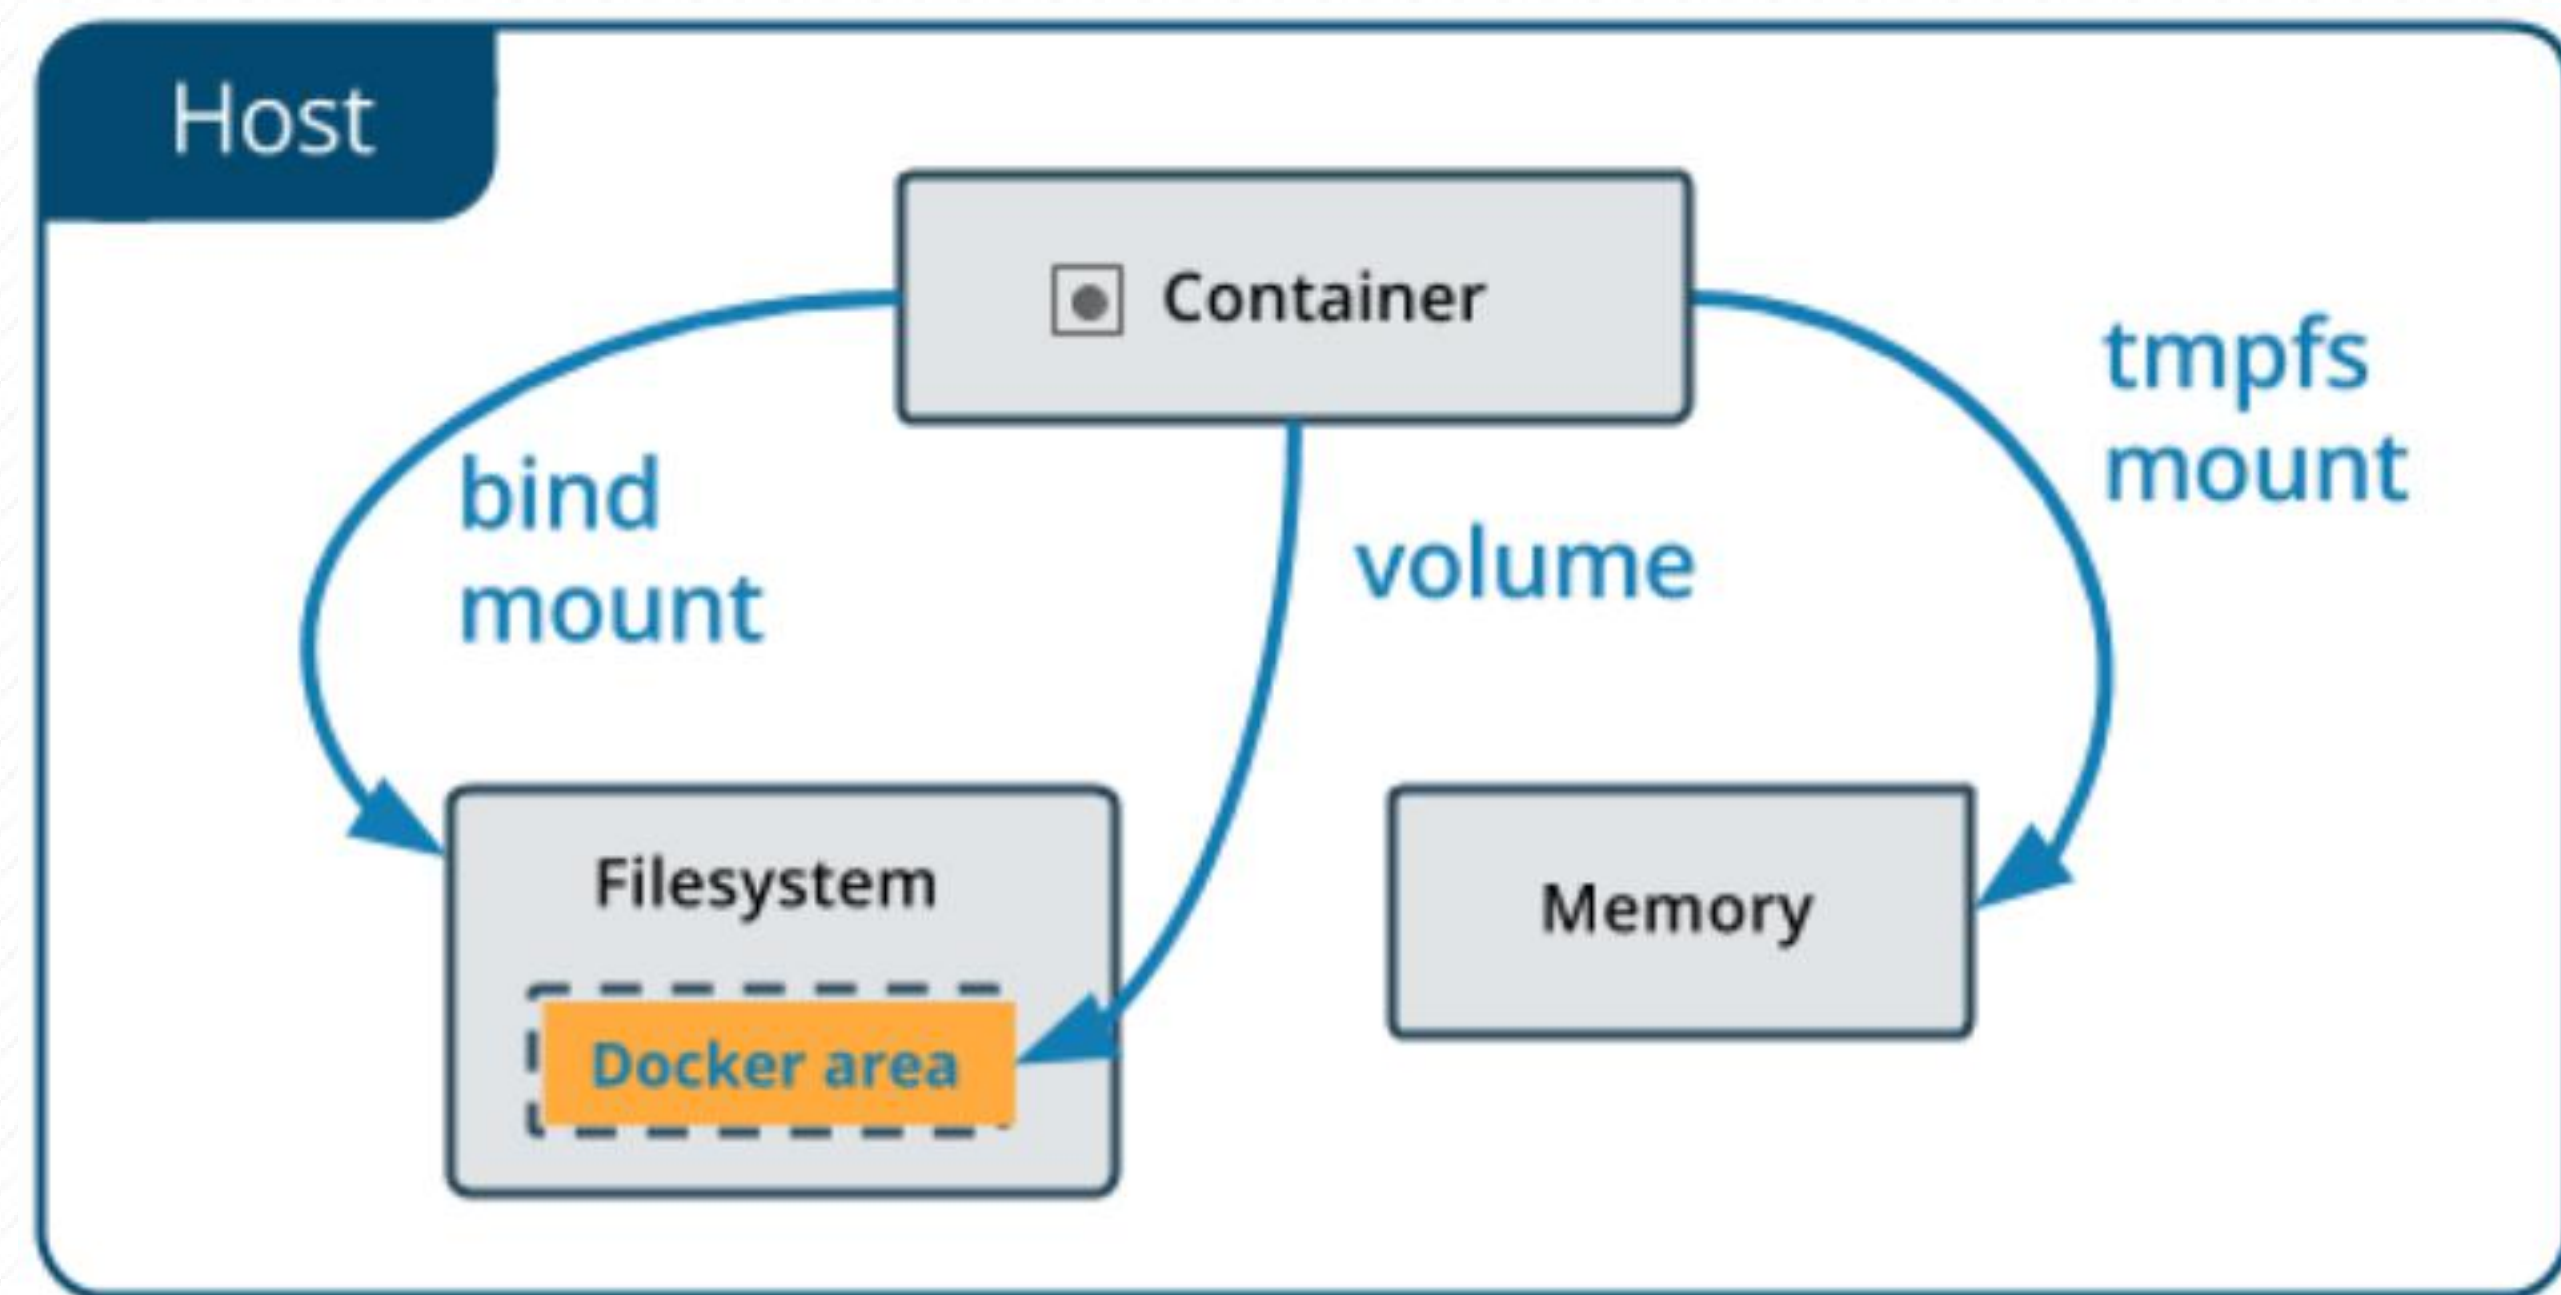 Host
Container
bind
mount
volume
tmpfs
mount
Filesystem
Docker area
Memory